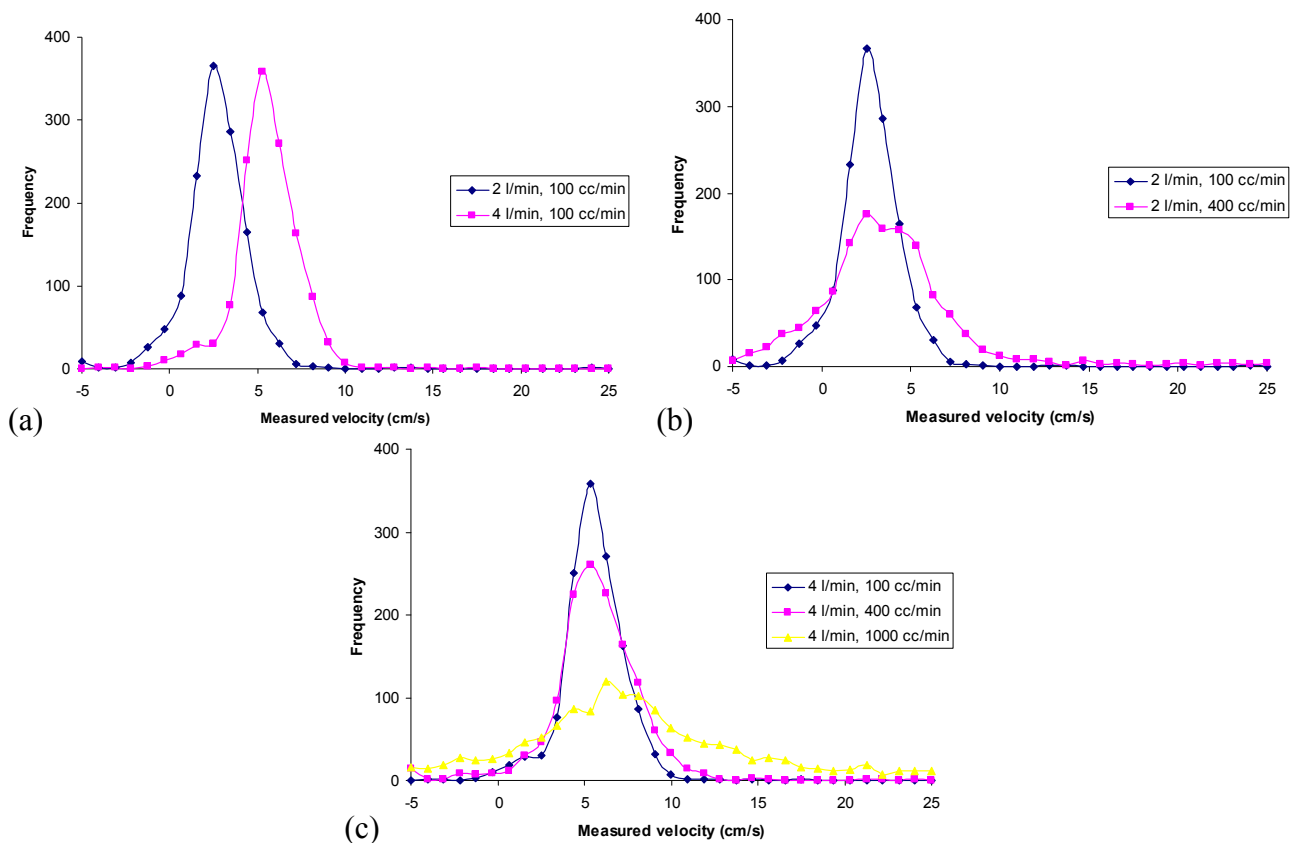 400
300
200
100
0
-5 0 5 10 15 20 25
Frequency
Measured velocity (cm/s)
2 l/min, 100 cc/min
4 l/min, 100 cc/min
(a)
400
300
200
100
0
-5 0 5 10 15 20 25
Frequency
Measured velocity (cm/s)
2 l/min, 100 cc/min
2 l/min, 400 cc/min
(b)
400
300
200
100
0
-5 0 5 10 15 20 25
Frequency
Measured velocity (cm/s)
4 l/min, 100 cc/min
4 l/min, 400 cc/min
4 l/min, 1000 cc/min
(c)